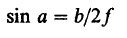 sin a = b/2f